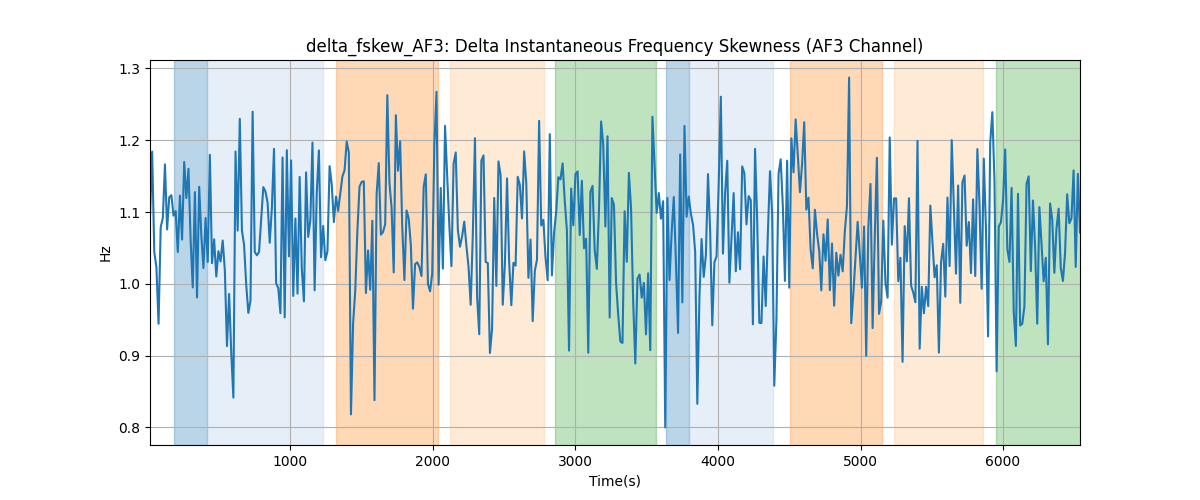 delta_fskew_AF3: Delta Instantaneous Frequency Skewness (AF3 Channel)
1.3
1.2
1.1
1.0
0.9
0.8
Hz
1000 2000 3000 4000 5000 6000
Time(s)